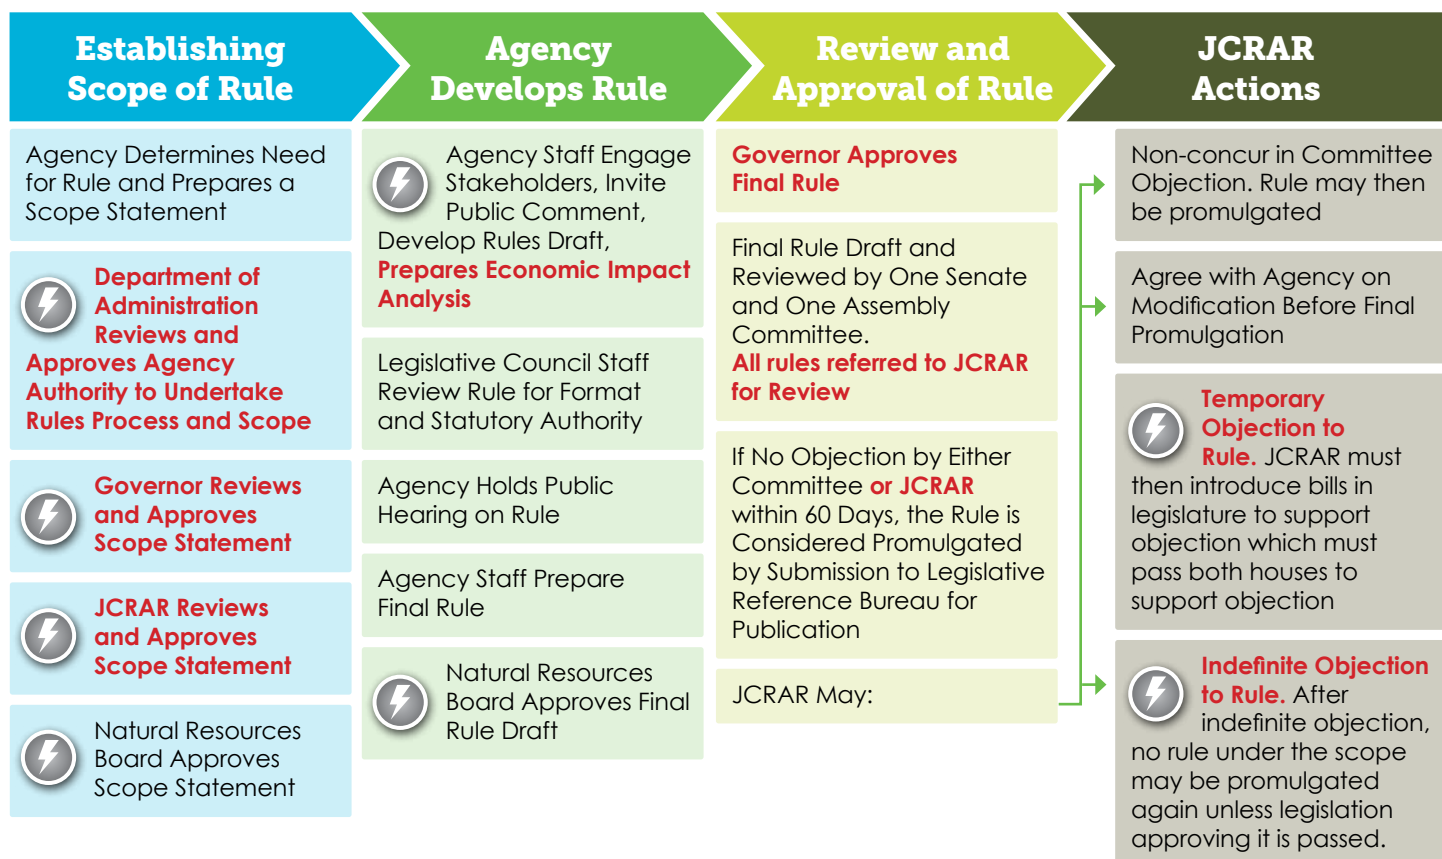 Establishing
Scope of Rule
Agency Determines Need
for Rule and Prepares a
Scope Statement
Department of
Administration
Reviews and
Approves Agency
Authority to Undertake
Rules Process and Scope
Governor Reviews
and Approves
Scope Statement
JCRAR Reviews
and Approves
Scope Statement
Natural Resources
Board Approves
Scope Statement
Agency
Develops Rule
Agency Staff Engage
Stakeholders, Invite
Public Comment,
Develop Rules Draft,
Prepares Economic Impact
Analysis
Legislative Council Staff
Review Rule for Format
and Statutory Authority
Agency Holds Public
Hearing on Rule
Agency Staff Prepare
Final Rule
Natural Resources
Board Approves Final
Rule Draft
Review and
Approval of Rule
Governor Approves
Final Rule
Final Rule Draft and
Reviewed by One Senate
and One Assembly
Committee.
All rules referred to JCRAR
for Review
If No Objection by Either
Committee or JCRAR
within 60 Days, the Rule is
Considered Promulgated
by Submission to Legislative
Reference Bureau for
Publication
JCRAR May:
JCRAR
Actions
Non-concur in Committee
Objection. Rule may then
be promulgated
Agree with Agency on
Modification Before Final
Promulgation
Temporary
Objection to
Rule. JCRAR must
then introduce bills in
legislature to support
objection which must
pass both houses to
support objection
Indefinite Objection
to Rule. After
indefinite objection,
no rule under the scope
may be promulgated
again unless legislation
approving it is passed.